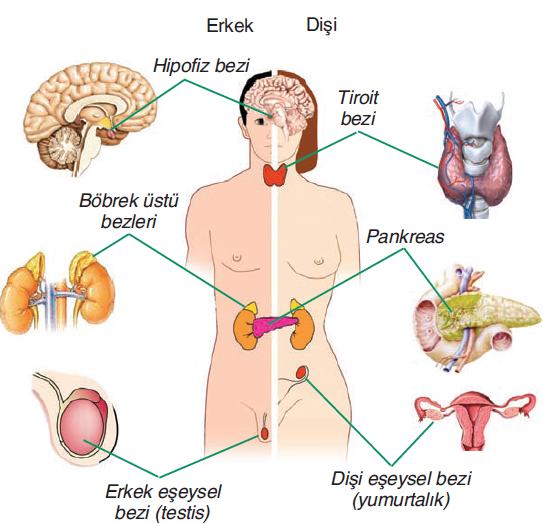 Erkek
Dişi
Hipofiz bezi
Tiroit
bezi
Böbrek üstü
bezleri
Pankreas
Erkek eşeysel
bezi (testis)
Dişi eşeysel bezi
(yumurtalık)